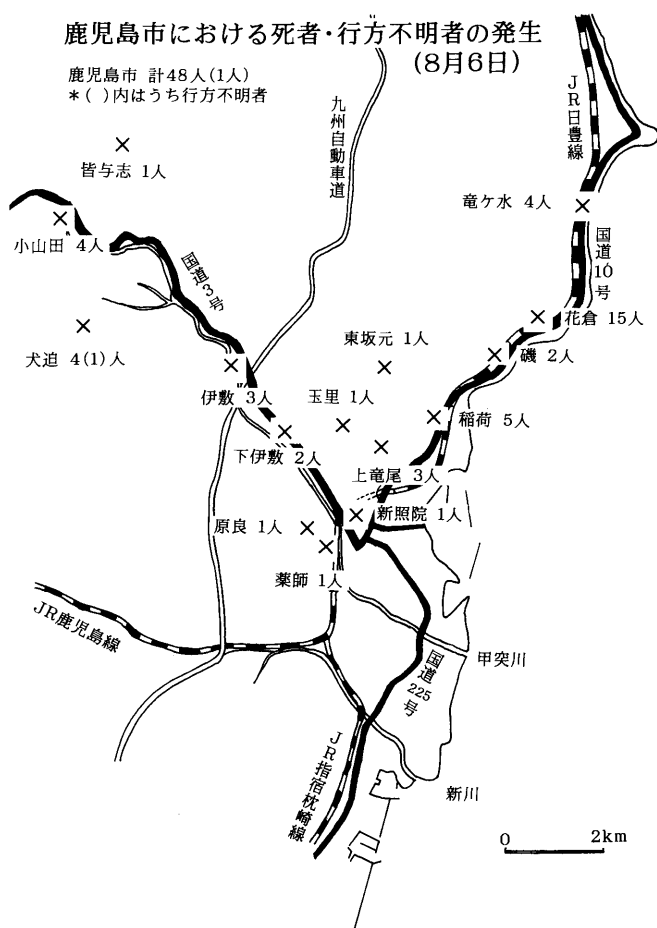 鹿児島市における死者・行方不明者の発生
(8月6日)
鹿児島市 計48人(1人)
*( )内はうち行方不明者
九州自動車道
JR日豊線
皆与志 1人
竜ケ水 4人
小山田 4人
国道3号
国道10号
花倉 15人
犬迫 4(1)人
東坂元 1人
磯 2人
伊敷 3人
玉里 1人
稲荷 5人
下伊敷 2人
上竜尾 3人
原良 1人
新照院 1人
薬師 1人
JR鹿児島線
甲突川
国道225号
JR指宿枕崎線
新川
0 2km